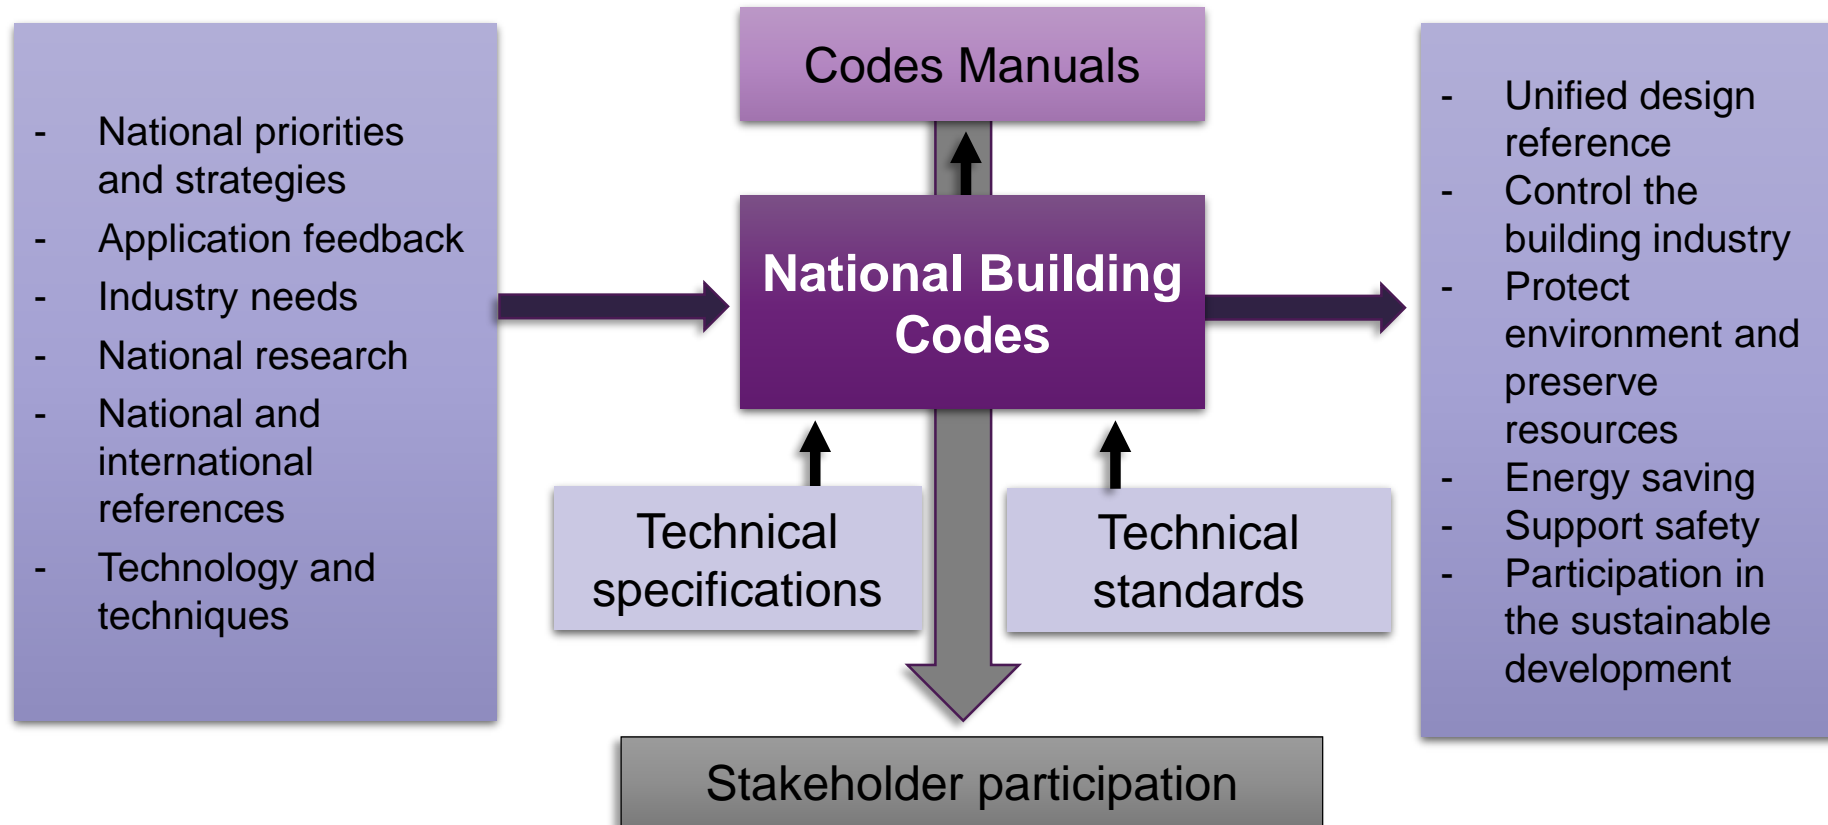 - National priorities
and strategies
- Application feedback
- Industry needs
- National research
- National and
international
references
- Technology and
techniques
Codes Manuals
National Building
Codes
Technical
specifications
Technical
standards
Stakeholder participation
- Unified design
reference
- Control the
building industry
- Protect
environment and
preserve
resources
- Energy saving
- Support safety
- Participation in
the sustainable
development